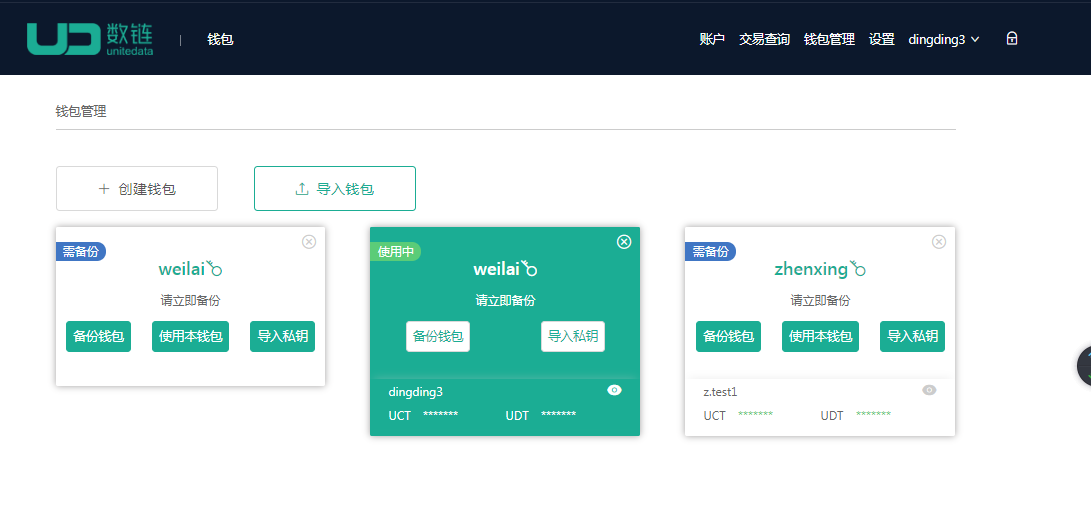 数链
unitedata
| 钱包
账户 交易查询 钱包管理 设置 dingding3
钱包管理
+ 创建钱包
导入钱包
需备份
weilai
请立即备份
备份钱包 使用本钱包 导入私钥
使用中
weilai
请立即备份
备份钱包 导入私钥
dingding3
UCT ******* UDT *******
需备份
zhenxing
请立即备份
备份钱包 使用本钱包 导入私钥
z.test1
UCT ******* UDT *******